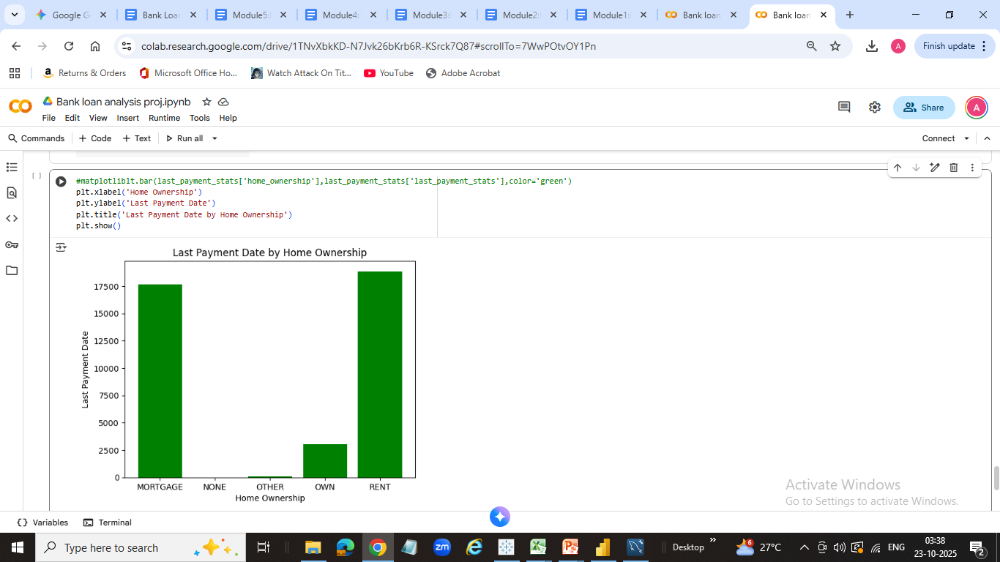 Google G
Bank Loar
Module5:
Module4:
Module3:
Module2:
Module1:
Bank loan
Bank loan
colab.research.google.com/drive/1TNvXbkKD-N7Jvk26bKrb6R-KSrck7Q87#scrollTo=7WwPOtvOY1Pn
A
Finish update
Returns & Orders
Microsoft Office Ho...
Watch Attack On Tit...
YouTube
Adobe Acrobat
Bank loan analysis proj.ipynb
File Edit View Insert Runtime Tools Help
Share
A
Commands + Code + Text Run all
Connect
[ ]
#matplotliblt.bar(last_payment_stats['home_ownership'],last_payment_stats['last_payment_stats'],color='green')
plt.xlabel('Home Ownership')
plt.ylabel('Last Payment Date')
plt.title('Last Payment Date by Home Ownership')
plt.show()
Last Payment Date by Home Ownership
17500
15000
12500
10000
7500
5000
2500
0
Last Payment Date
MORTGAGE NONE OTHER OWN RENT
Home Ownership
Activate Windows
Go to Settings to activate Windows.
Variables
Terminal
Type here to search
zm
Desktop
6
27°C
ENG
03:38
23-10-2025
2